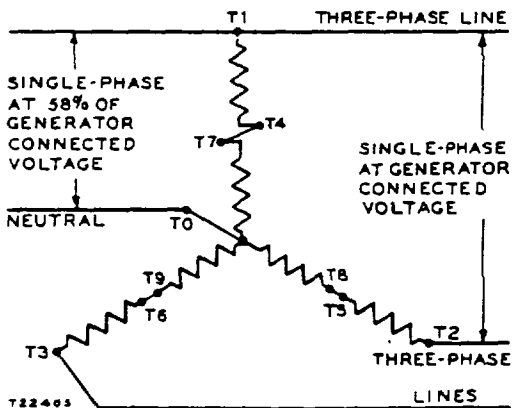 T1
THREE-PHASE LINE
SINGLE-PHASE
AT 58% OF
GENERATOR
CONNECTED
VOLTAGE
T4
T7
SINGLE-PHASE
AT GENERATOR
CONNECTED
VOLTAGE
NEUTRAL
T0
T9
T6
T8
T5
T3
T2
THREE-PHASE
LINES
T22405